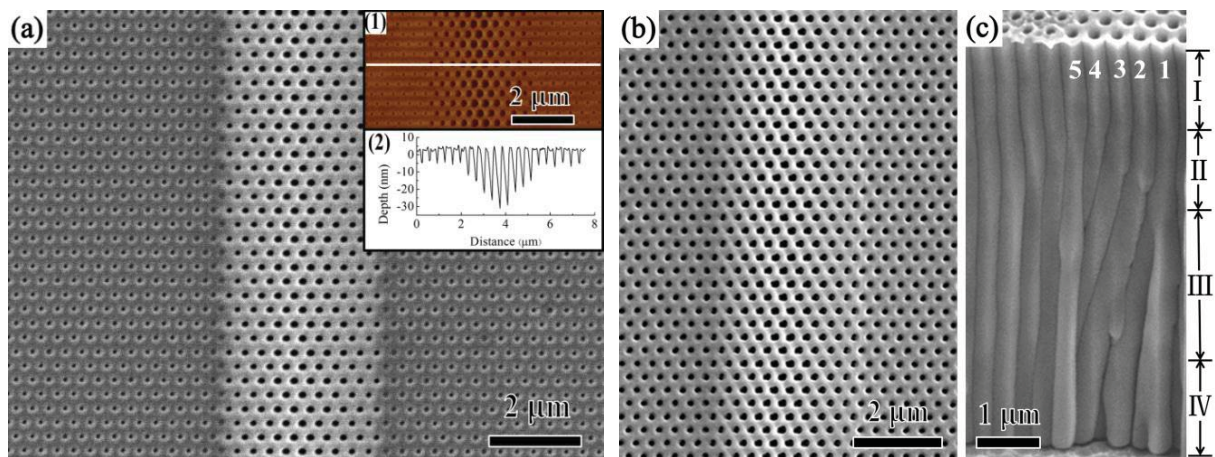 (a)
(1)
2 μm
(2)
10
0
-10
-20
-30
Depth (nm)
0 2 4 6 8
Distance (μm)
2 μm
(b)
2 μm
(c)
5 4 3 2 1
I
II
III
IV
1 μm